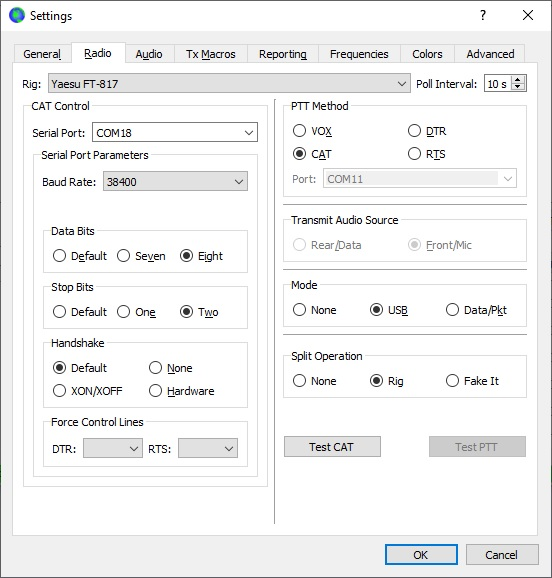 Settings
?
General Radio Audio Tx Macros Reporting Frequencies Colors Advanced
Rig: Yaesu FT-817 Poll Interval: 10 s
CAT Control
Serial Port: COM18
Serial Port Parameters
Baud Rate: 38400
Data Bits
Default Seven Eight
Stop Bits
Default One Two
Handshake
Default None
XON/XOFF Hardware
Force Control Lines
DTR: RTS:
PTT Method
VOX DTR
CAT RTS
Port: COM11
Transmit Audio Source
Rear/Data Front/Mic
Mode
None USB Data/Pkt
Split Operation
None Rig Fake It
Test CAT Test PTT
OK Cancel